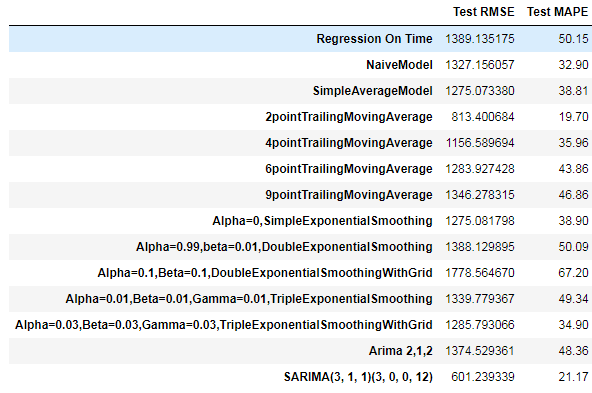 Test RMSE Test MAPE
Regression On Time 1389.135175 50.15
NaiveModel 1327.156057 32.90
SimpleAverageModel 1275.073380 38.81
2pointTrailingMovingAverage 813.400684 19.70
4pointTrailingMovingAverage 1156.589694 35.96
6pointTrailingMovingAverage 1283.927428 43.86
9pointTrailingMovingAverage 1346.278315 46.86
Alpha=0,SimpleExponentialSmoothing 1275.081798 38.90
Alpha=0.99,beta=0.01,DoubleExponentialSmoothing 1388.129895 50.09
Alpha=0.1,Beta=0.1,DoubleExponentialSmoothingWithGrid 1778.564670 67.20
Alpha=0.01,Beta=0.01,Gamma=0.01,TripleExponentialSmoothing 1339.779367 49.34
Alpha=0.03,Beta=0.03,Gamma=0.03,TripleExponentialSmoothingWithGrid 1285.793066 34.90
Arima 2,1,2 1374.529361 48.36
SARIMA(3, 1, 1)(3, 0, 0, 12) 601.239339 21.17